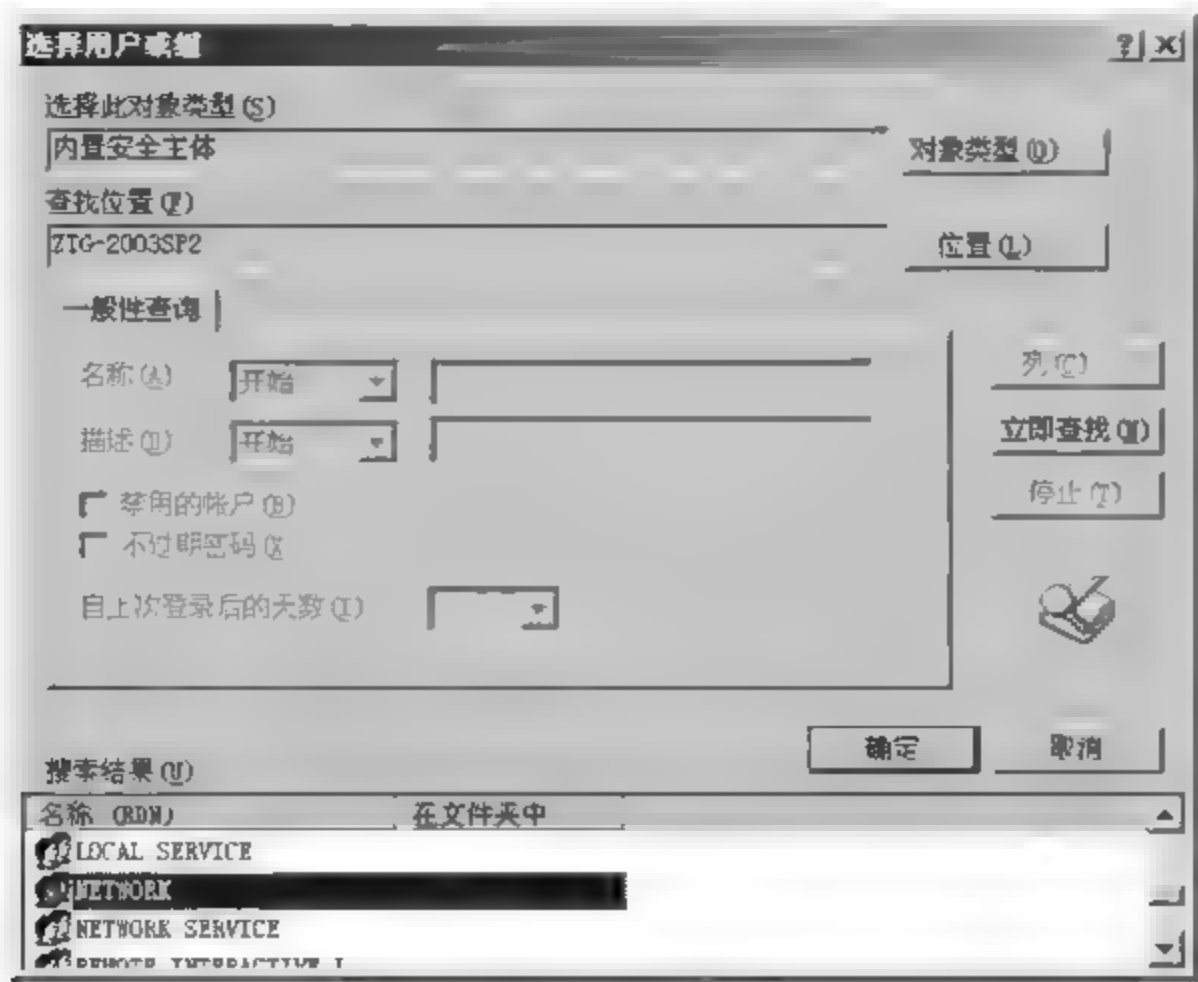 选择用户或组
选择此对象类型(S)
内置安全主体
对象类型(O)
查找位置(F)
ZTG-2003SP2
位置(L)
一般性查询
名称(A)
开始
列(C)
描述(D)
开始
立即查找(N)
禁用的帐户(B)
停止(T)
不过期密码(X
自上次登录后的天数(I)
确定
取消
搜索结果(U)
名称 (RDN)
在文件夹中
LOCAL SERVICE
NETWORK
NETWORK SERVICE
REMOTE INTERACTIVE L